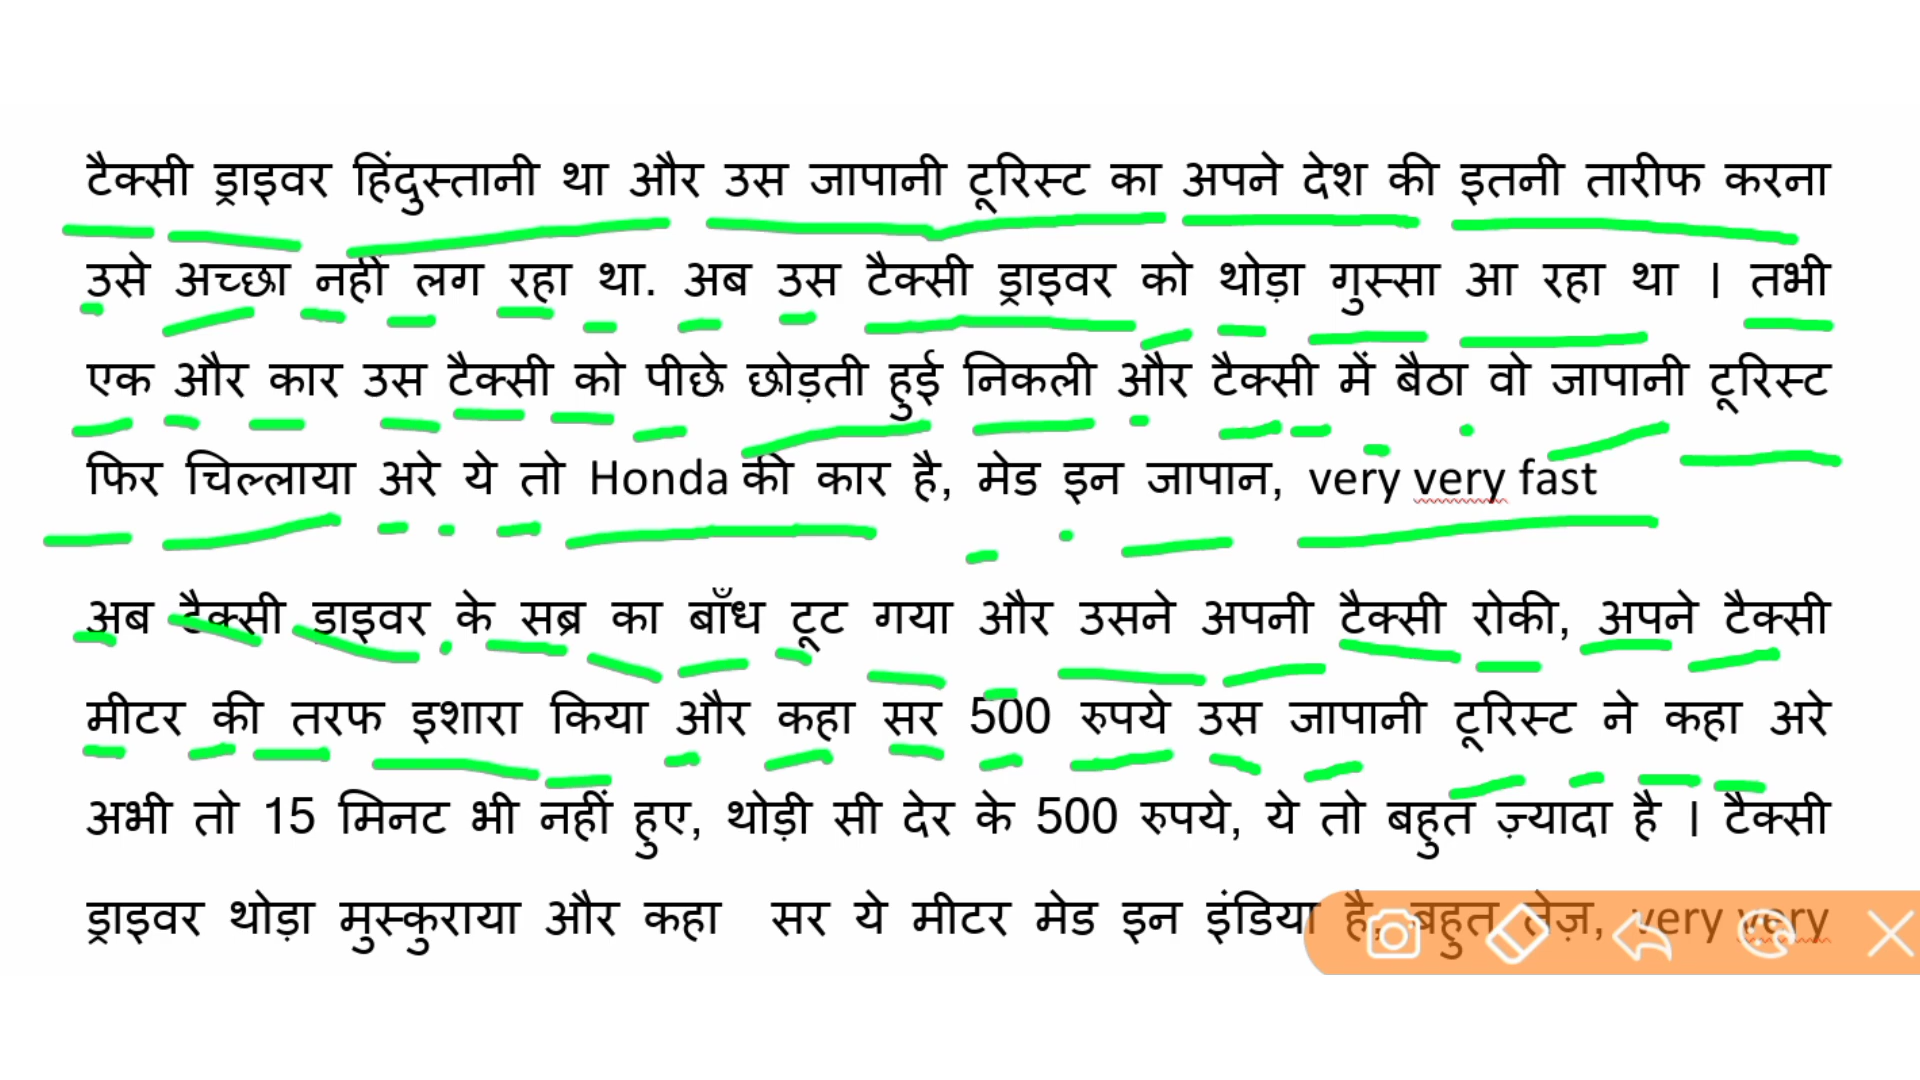 टैक्सी ड्राइवर हिंदुस्तानी था और उस जापानी टूरिस्ट का अपने देश की इतनी तारीफ करना
उसे अच्छा नहीं लग रहा था. अब उस टैक्सी ड्राइवर को थोड़ा गुस्सा आ रहा था । तभी
एक और कार उस टैक्सी को पीछे छोड़ती हुई निकली और टैक्सी में बैठा वो जापानी टूरिस्ट
फिर चिल्लाया अरे ये तो Honda की कार है, मेड इन जापान, very very fast
अब टैक्सी ड्राइवर के सब्र का बाँध टूट गया और उसने अपनी टैक्सी रोकी, अपने टैक्सी
मीटर की तरफ इशारा किया और कहा सर 500 रुपये उस जापानी टूरिस्ट ने कहा अरे
अभी तो 15 मिनट भी नहीं हुए, थोड़ी सी देर के 500 रुपये, ये तो बहुत ज़्यादा है । टैक्सी
ड्राइवर थोड़ा मुस्कुराया और कहा सर ये मीटर मेड इन इंडिया है, बहुत तेज़, very very